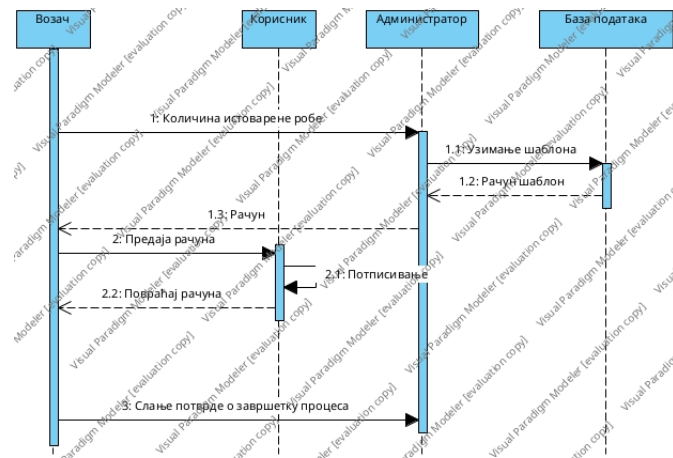 Возач
Корисник
Администратор
База података
1: Количина истоварене робе
1.1: Узимање шаблона
1.2: Рачун шаблон
1.3: Рачун
2: Предаја рачуна
2.1: Потписивање
2.2: Повраћај рачуна
3: Слање потврде о завршетку процеса
Visual Paradigm Modeler [evaluation copy]